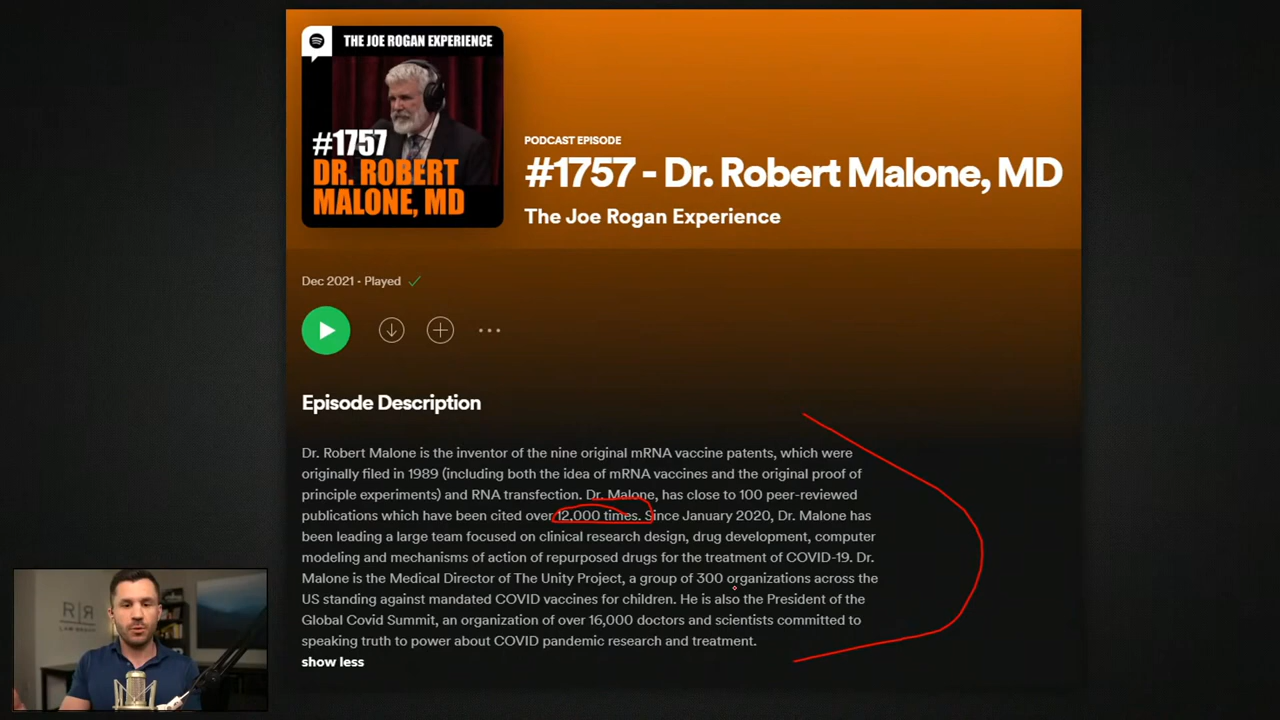 THE JOE ROGAN EXPERIENCE
#1757
DR. ROBERT
MALONE, MD
PODCAST EPISODE
#1757 - Dr. Robert Malone, MD
The Joe Rogan Experience
Dec 2021 · Played
Episode Description
Dr. Robert Malone is the inventor of the nine original mRNA vaccine patents, which were
originally filed in 1989 (including both the idea of mRNA vaccines and the original proof of
principle experiments) and RNA transfection. Dr. Malone, has close to 100 peer-reviewed
publications which have been cited over 12,000 times. Since January 2020, Dr. Malone has
been leading a large team focused on clinical research design, drug development, computer
modeling and mechanisms of action of repurposed drugs for the treatment of COVID-19. Dr.
Malone is the Medical Director of The Unity Project, a group of 300 organizations across the
US standing against mandated COVID vaccines for children. He is also the President of the
Global Covid Summit, an organization of over 16,000 doctors and scientists committed to
speaking truth to power about COVID pandemic research and treatment.
show less
R|R
LAW GROUP